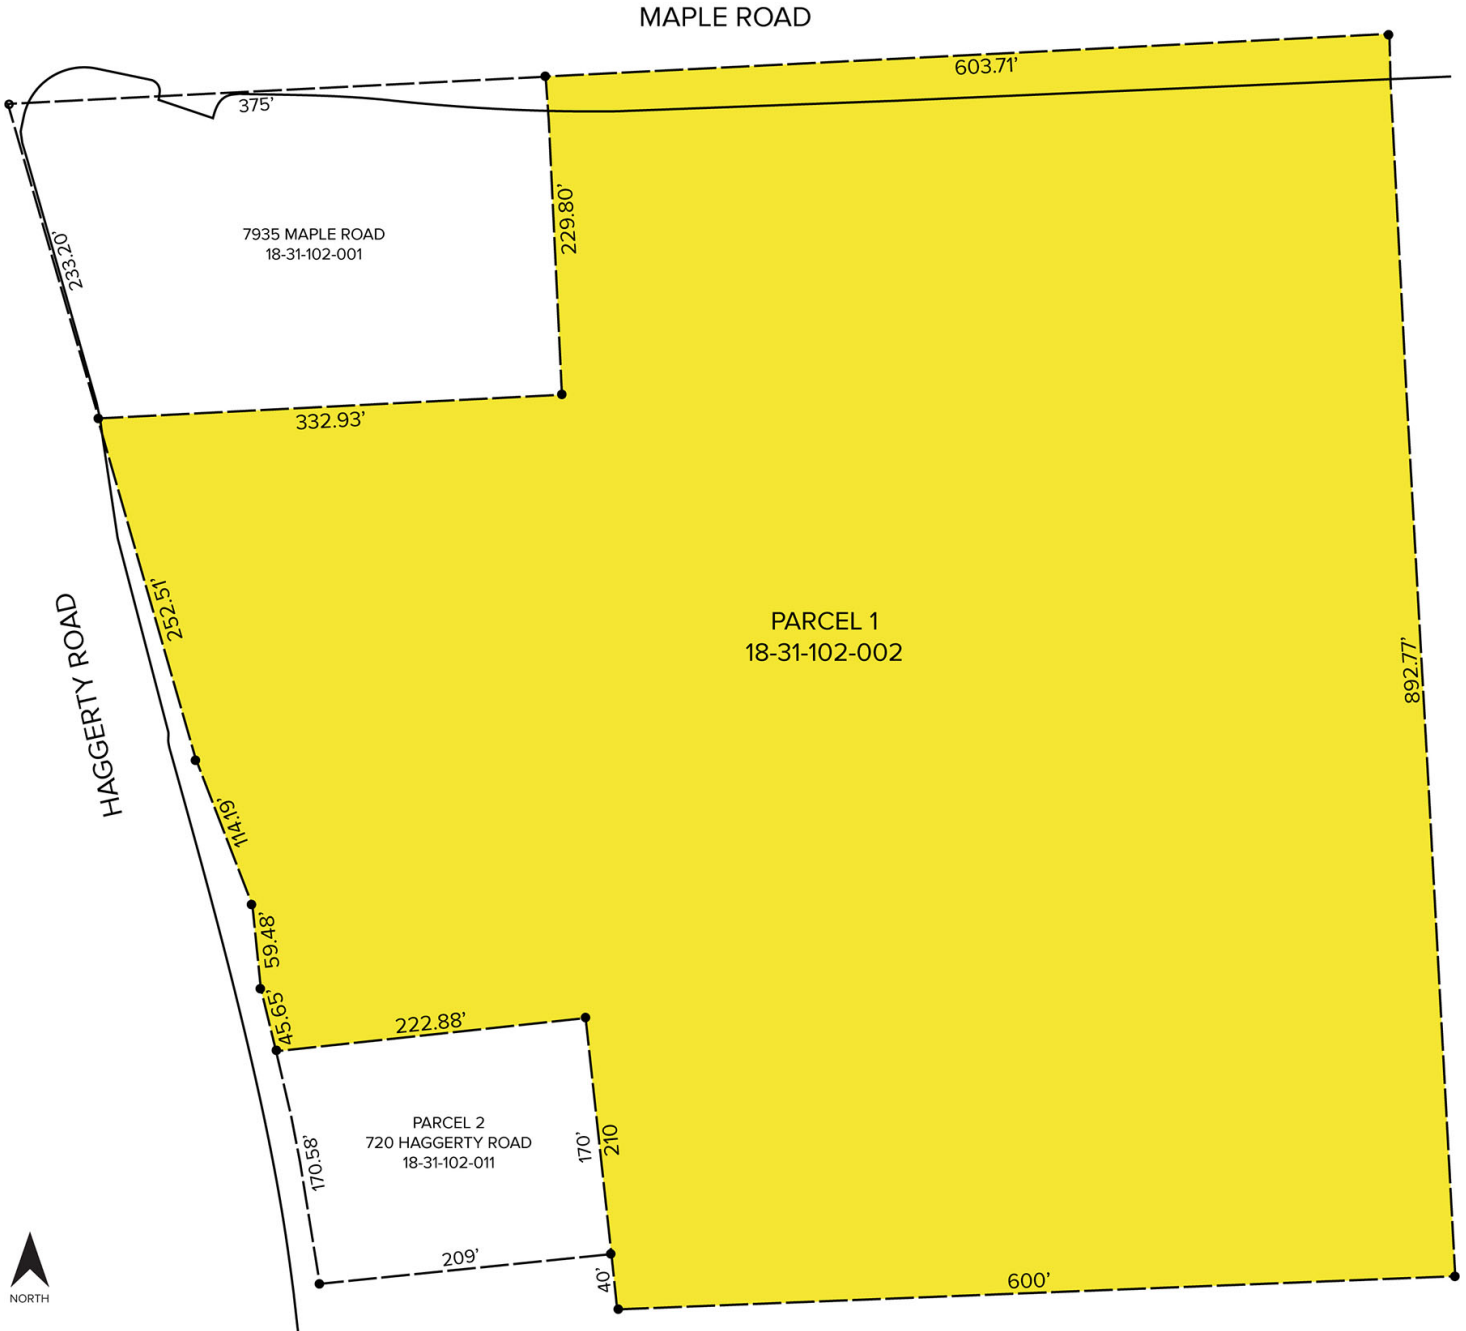 MAPLE ROAD
603.71’
375’
229.80’
7935 MAPLE ROAD
18-31-102-001
233.20’
332.93’
252.51’
HAGGERTY ROAD
PARCEL 1
18-31-102-002
892.77’
114.19’
59.48’
45.65’
222.88’
PARCEL 2
720 HAGGERTY ROAD
18-31-102-011
170’
210
170.58’
209’
40’
600’
NORTH